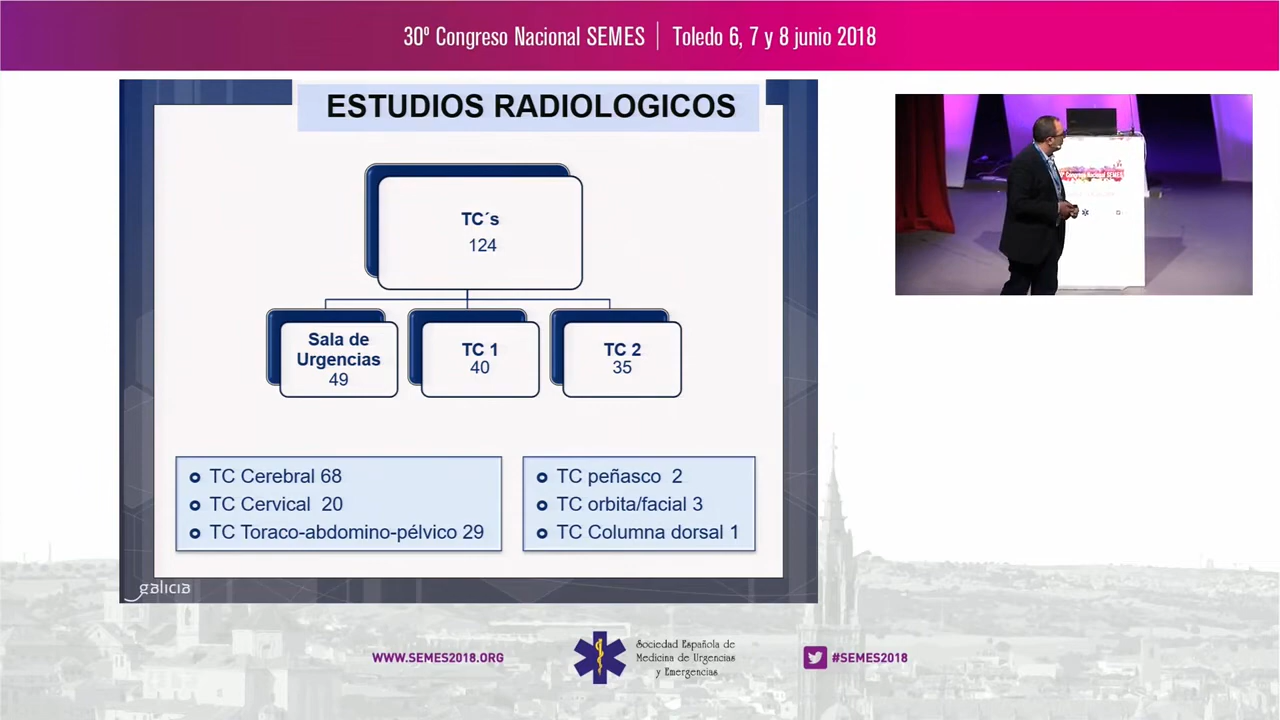 30º Congreso Nacional SEMES | Toledo 6, 7 y 8 junio 2018
ESTUDIOS RADIOLOGICOS
TC´s
124
Sala de
Urgencias
49
TC 1
40
TC 2
35
TC Cerebral 68
TC Cervical 20
TC Toraco-abdomino-pélvico 29
TC peñasco 2
TC orbita/facial 3
TC Columna dorsal 1
galicia
Congreso Nacional SEMES
WWW.SEMES2018.ORG
Sociedad Española de
Medicina de Urgencias
y Emergencias
#SEMES2018